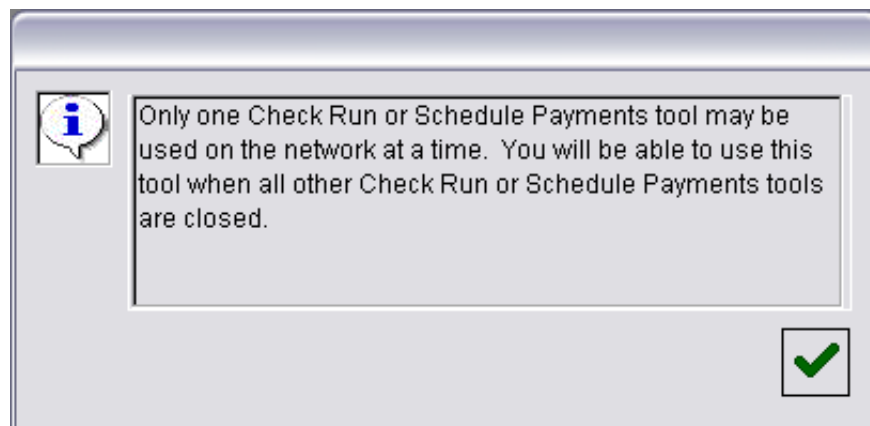 Only one Check Run or Schedule Payments tool may be
used on the network at a time.  You will be able to use this
tool when all other Check Run or Schedule Payments tools
are closed.